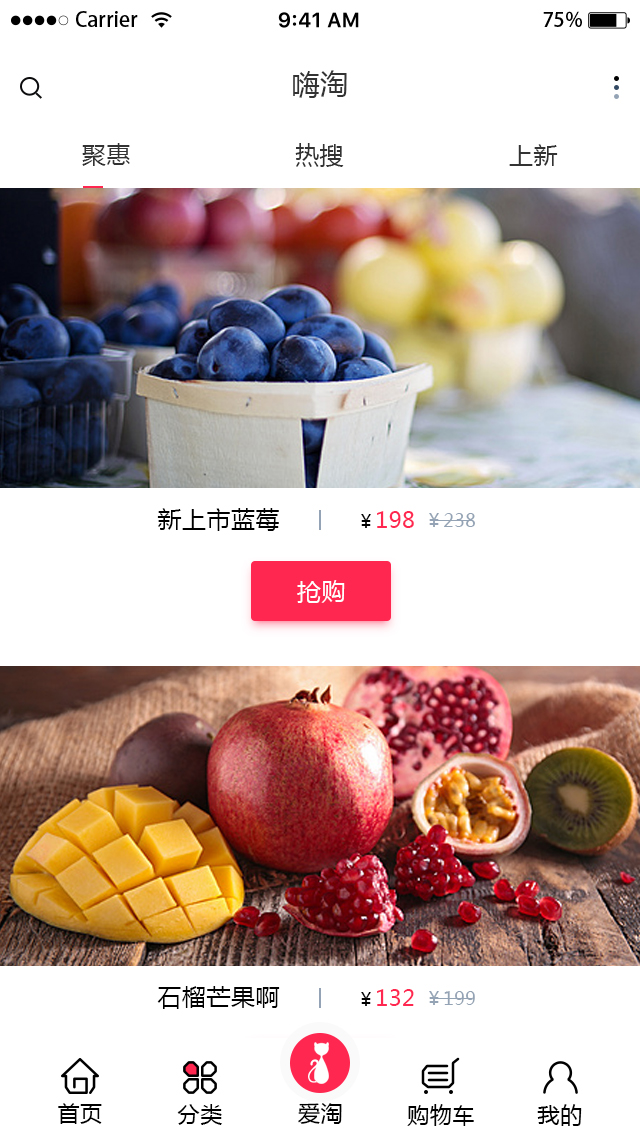 Carrier 9:41 AM 75%
嗨淘
聚惠 热搜 上新
新上市蓝莓 | ¥198 ¥238
抢购
石榴芒果啊 | ¥132 ¥199
首页 分类 爱淘 购物车 我的